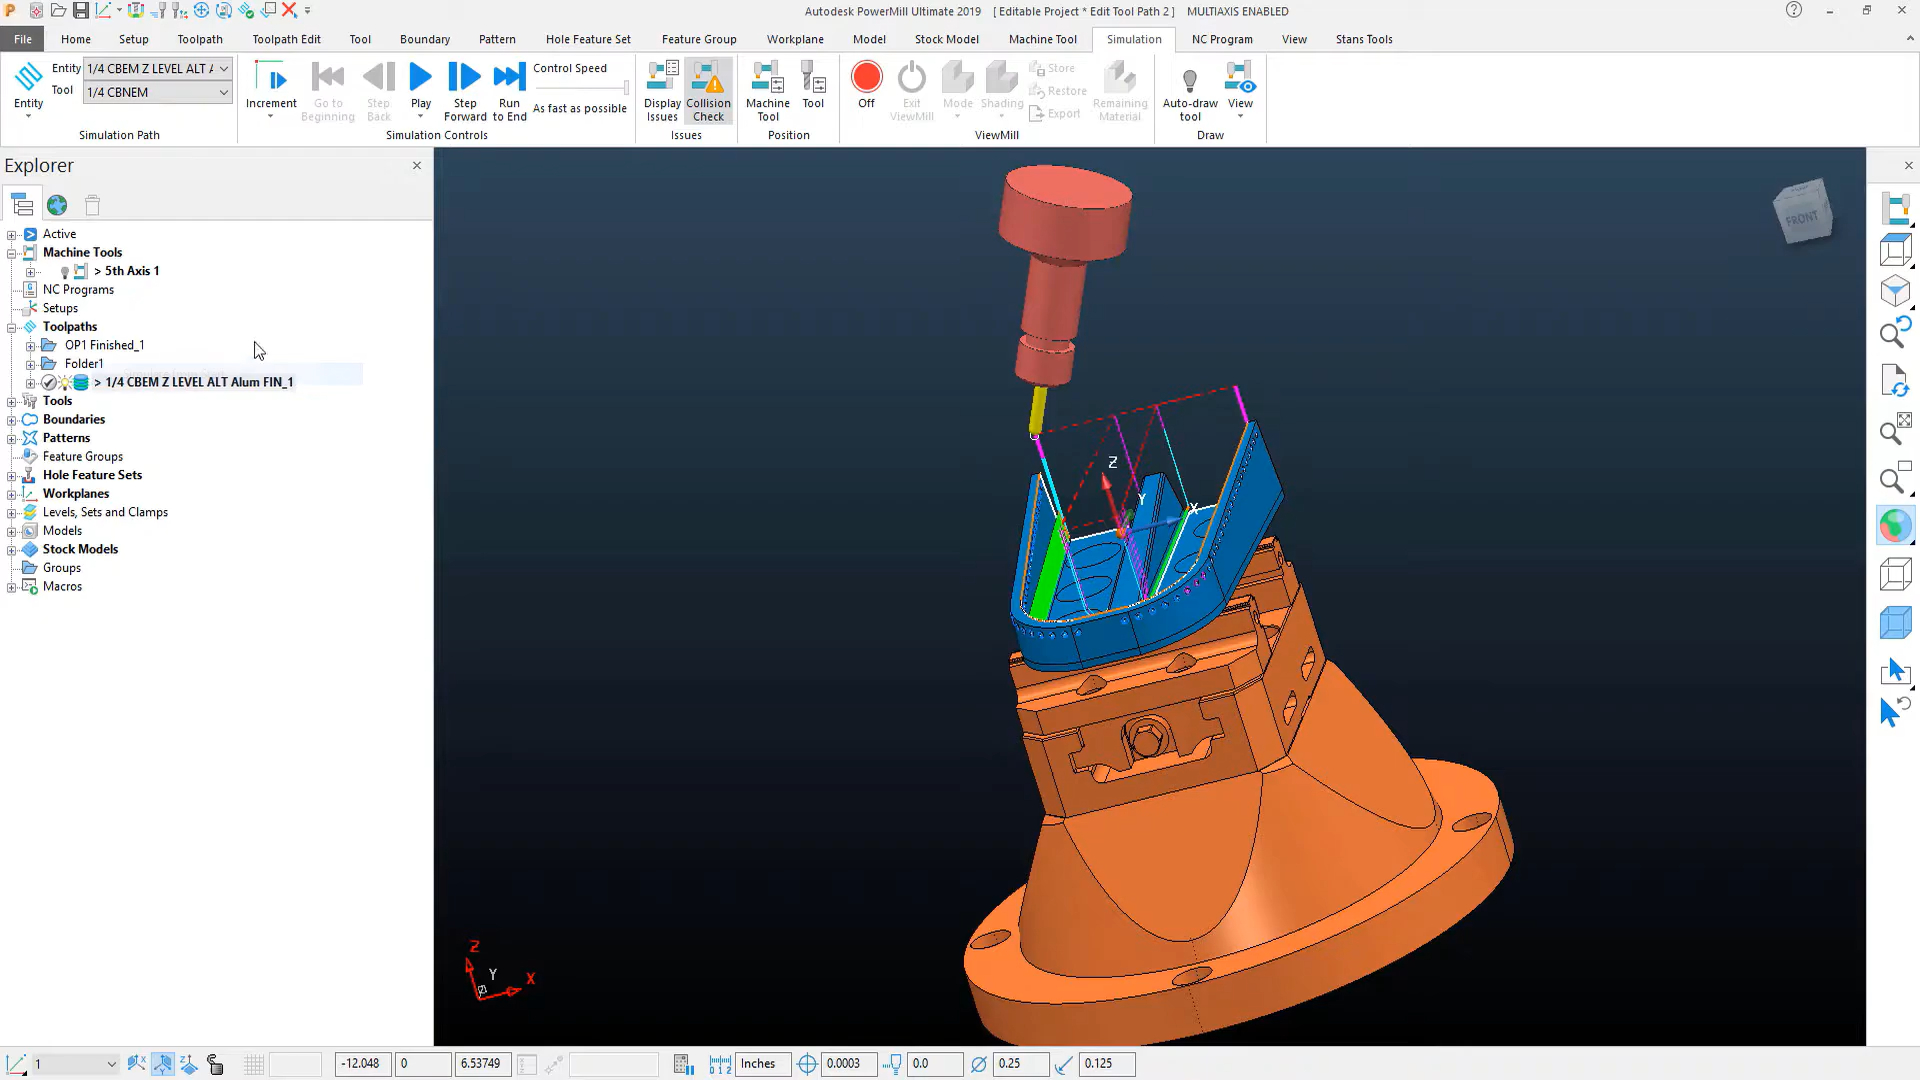 Autodesk PowerMill Ultimate 2019 [ Editable Project * Edit Tool Path 2 ] MULTIAXIS ENABLED
File Home Setup Toolpath Toolpath Edit Tool Boundary Pattern Hole Feature Set Feature Group Workplane Model Stock Model Machine Tool Simulation NC Program View Stans Tools
Entity
Entity 1/4 CBEM Z LEVEL ALT A
Tool 1/4 CBNEM
Simulation Path
Increment
Go to Beginning
Step Back
Play
Step Forward
Run to End
Control Speed
As fast as possible
Simulation Controls
Display Issues
Collision Check
Issues
Machine Tool
Tool
Position
Off
Exit ViewMill
Mode
Shading
Store
Restore
Export
Remaining Material
ViewMill
Auto-draw tool
View
Draw
Explorer
Active
Machine Tools
> 5th Axis 1
NC Programs
Setups
Toolpaths
OP1 Finished_1
Folder1
> 1/4 CBEM Z LEVEL ALT Alum FIN_1
Tools
Boundaries
Patterns
Feature Groups
Hole Feature Sets
Workplanes
Levels, Sets and Clamps
Models
Stock Models
Groups
Macros
FRONT
Z
Y
X
Z
Y
X
1 -12.048 0 6.53749 Inches 0.0003 0.0 0.25 0.125